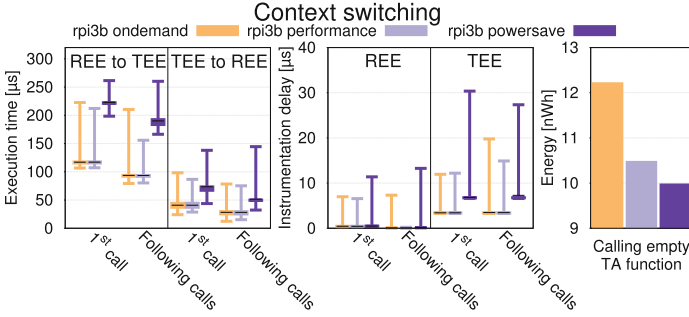 Context switching
rpi3b ondemand rpi3b performance rpi3b powersave
Execution time [µs]
300
250
200
150
100
50
0
REE to TEE
TEE to REE
1st call
Following calls
1st call
Following calls
Instrumentation delay [µs]
40
30
20
10
0
REE
TEE
1st call
Following calls
1st call
Following calls
Energy [nWh]
13
12
11
10
9
Calling empty
TA function